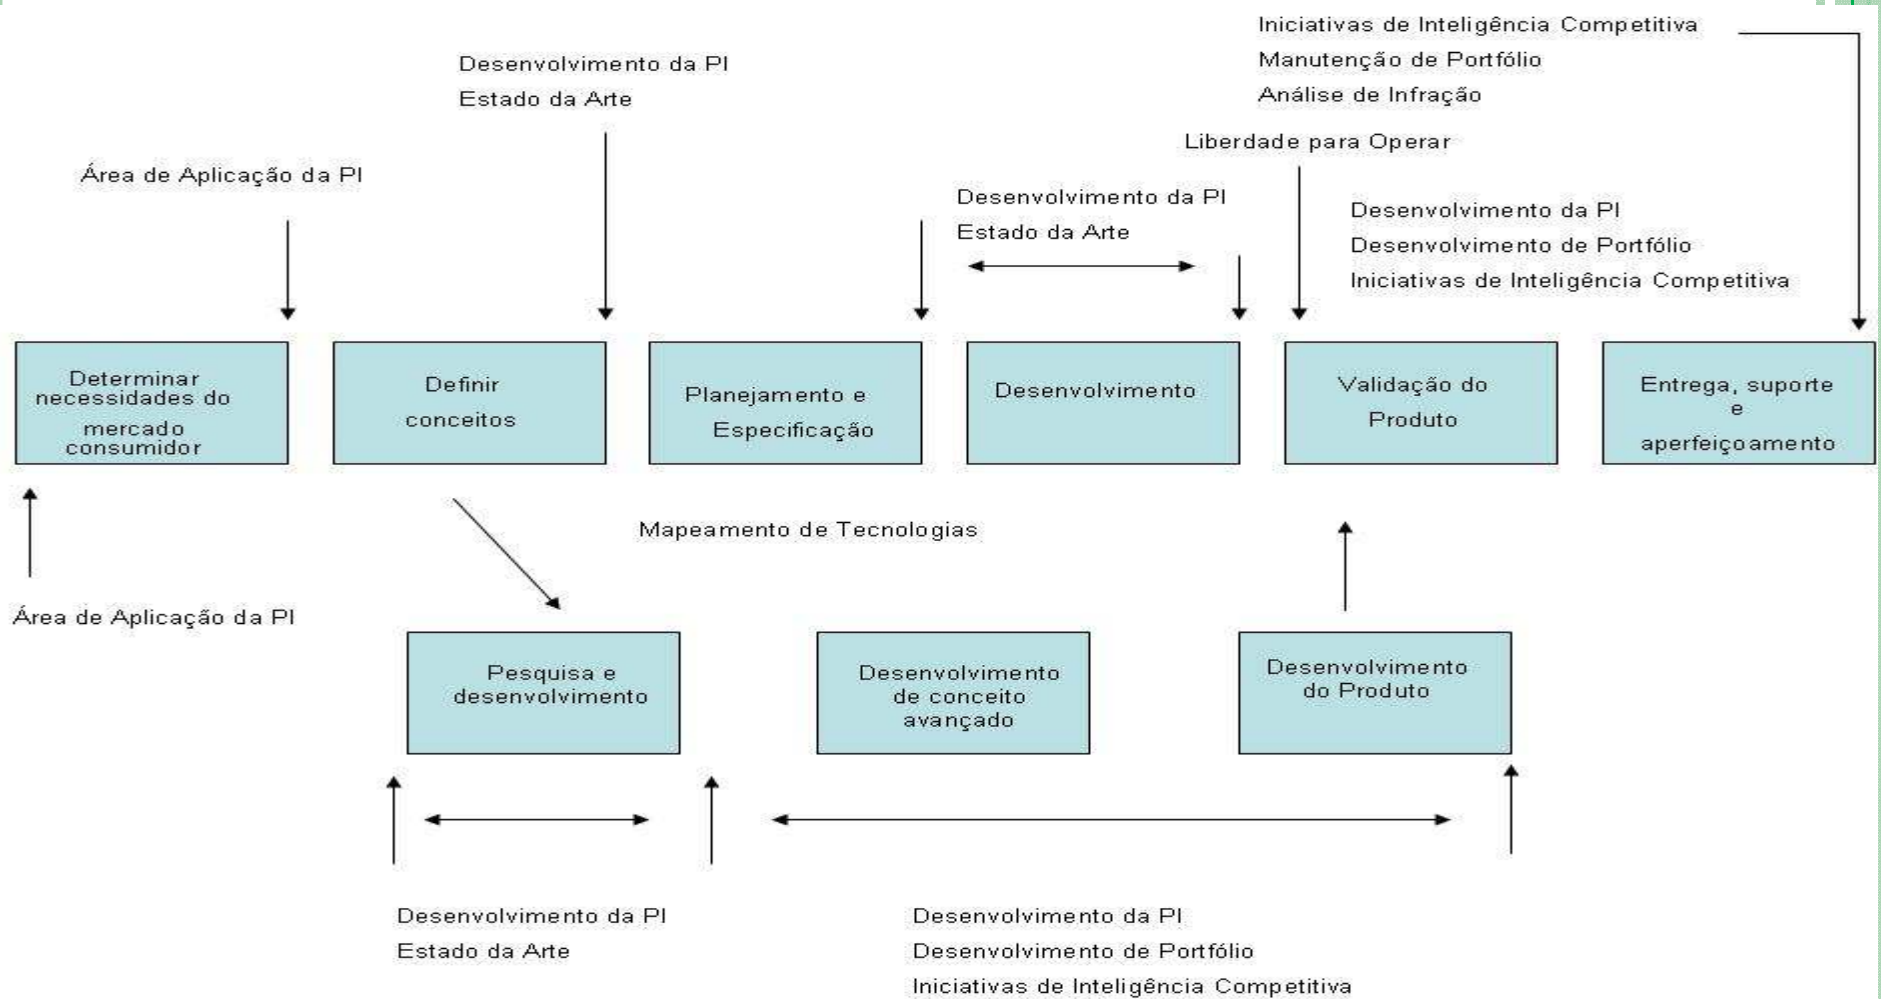 Iniciativas de Inteligência Competitiva
Manutenção de Portfólio
Análise de Infração
Desenvolvimento da PI
Estado da Arte
Liberdade para Operar
Área de Aplicação da PI
Desenvolvimento da PI
Estado da Arte
Desenvolvimento da PI
Desenvolvimento de Portfólio
Iniciativas de Inteligência Competitiva
Determinar
necessidades do
mercado
consumidor
Definir
conceitos
Planejamento e
Especificação
Desenvolvimento
Validação do
Produto
Entrega, suporte
e
aperfeiçoamento
Mapeamento de Tecnologias
Área de Aplicação da PI
Pesquisa e
desenvolvimento
Desenvolvimento
de conceito
avançado
Desenvolvimento
do Produto
Desenvolvimento da PI
Estado da Arte
Desenvolvimento da PI
Desenvolvimento de Portfólio
Iniciativas de Inteligência Competitiva